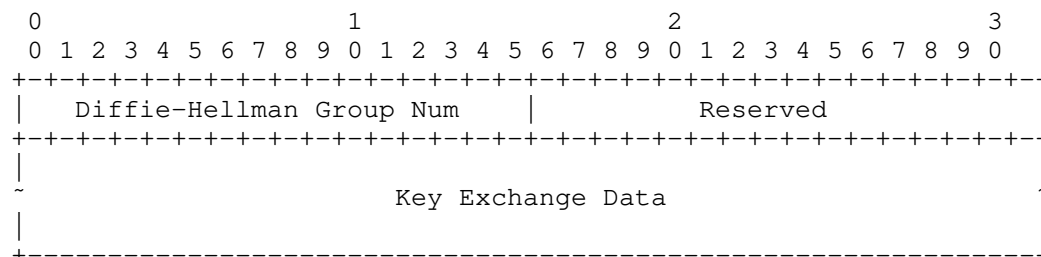 0                   1                   2                   3
 0 1 2 3 4 5 6 7 8 9 0 1 2 3 4 5 6 7 8 9 0 1 2 3 4 5 6 7 8 9 0
+-+-+-+-+-+-+-+-+-+-+-+-+-+-+-+-+-+-+-+-+-+-+-+-+-+-+-+-+-+-+-+--
|   Diffie-Hellman Group Num    |          Reserved
+-+-+-+-+-+-+-+-+-+-+-+-+-+-+-+-+-+-+-+-+-+-+-+-+-+-+-+-+-+-+-+--
|
~                       Key Exchange Data                       ~
|
+----------------------------------------------------------------